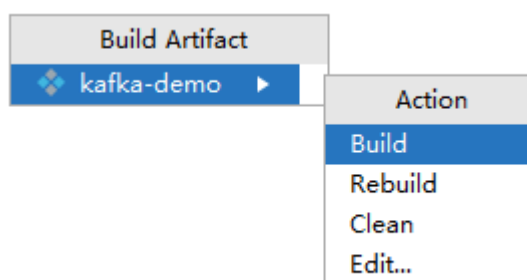 Build Artifact
kafka-demo
Action
Build
Rebuild
Clean
Edit...